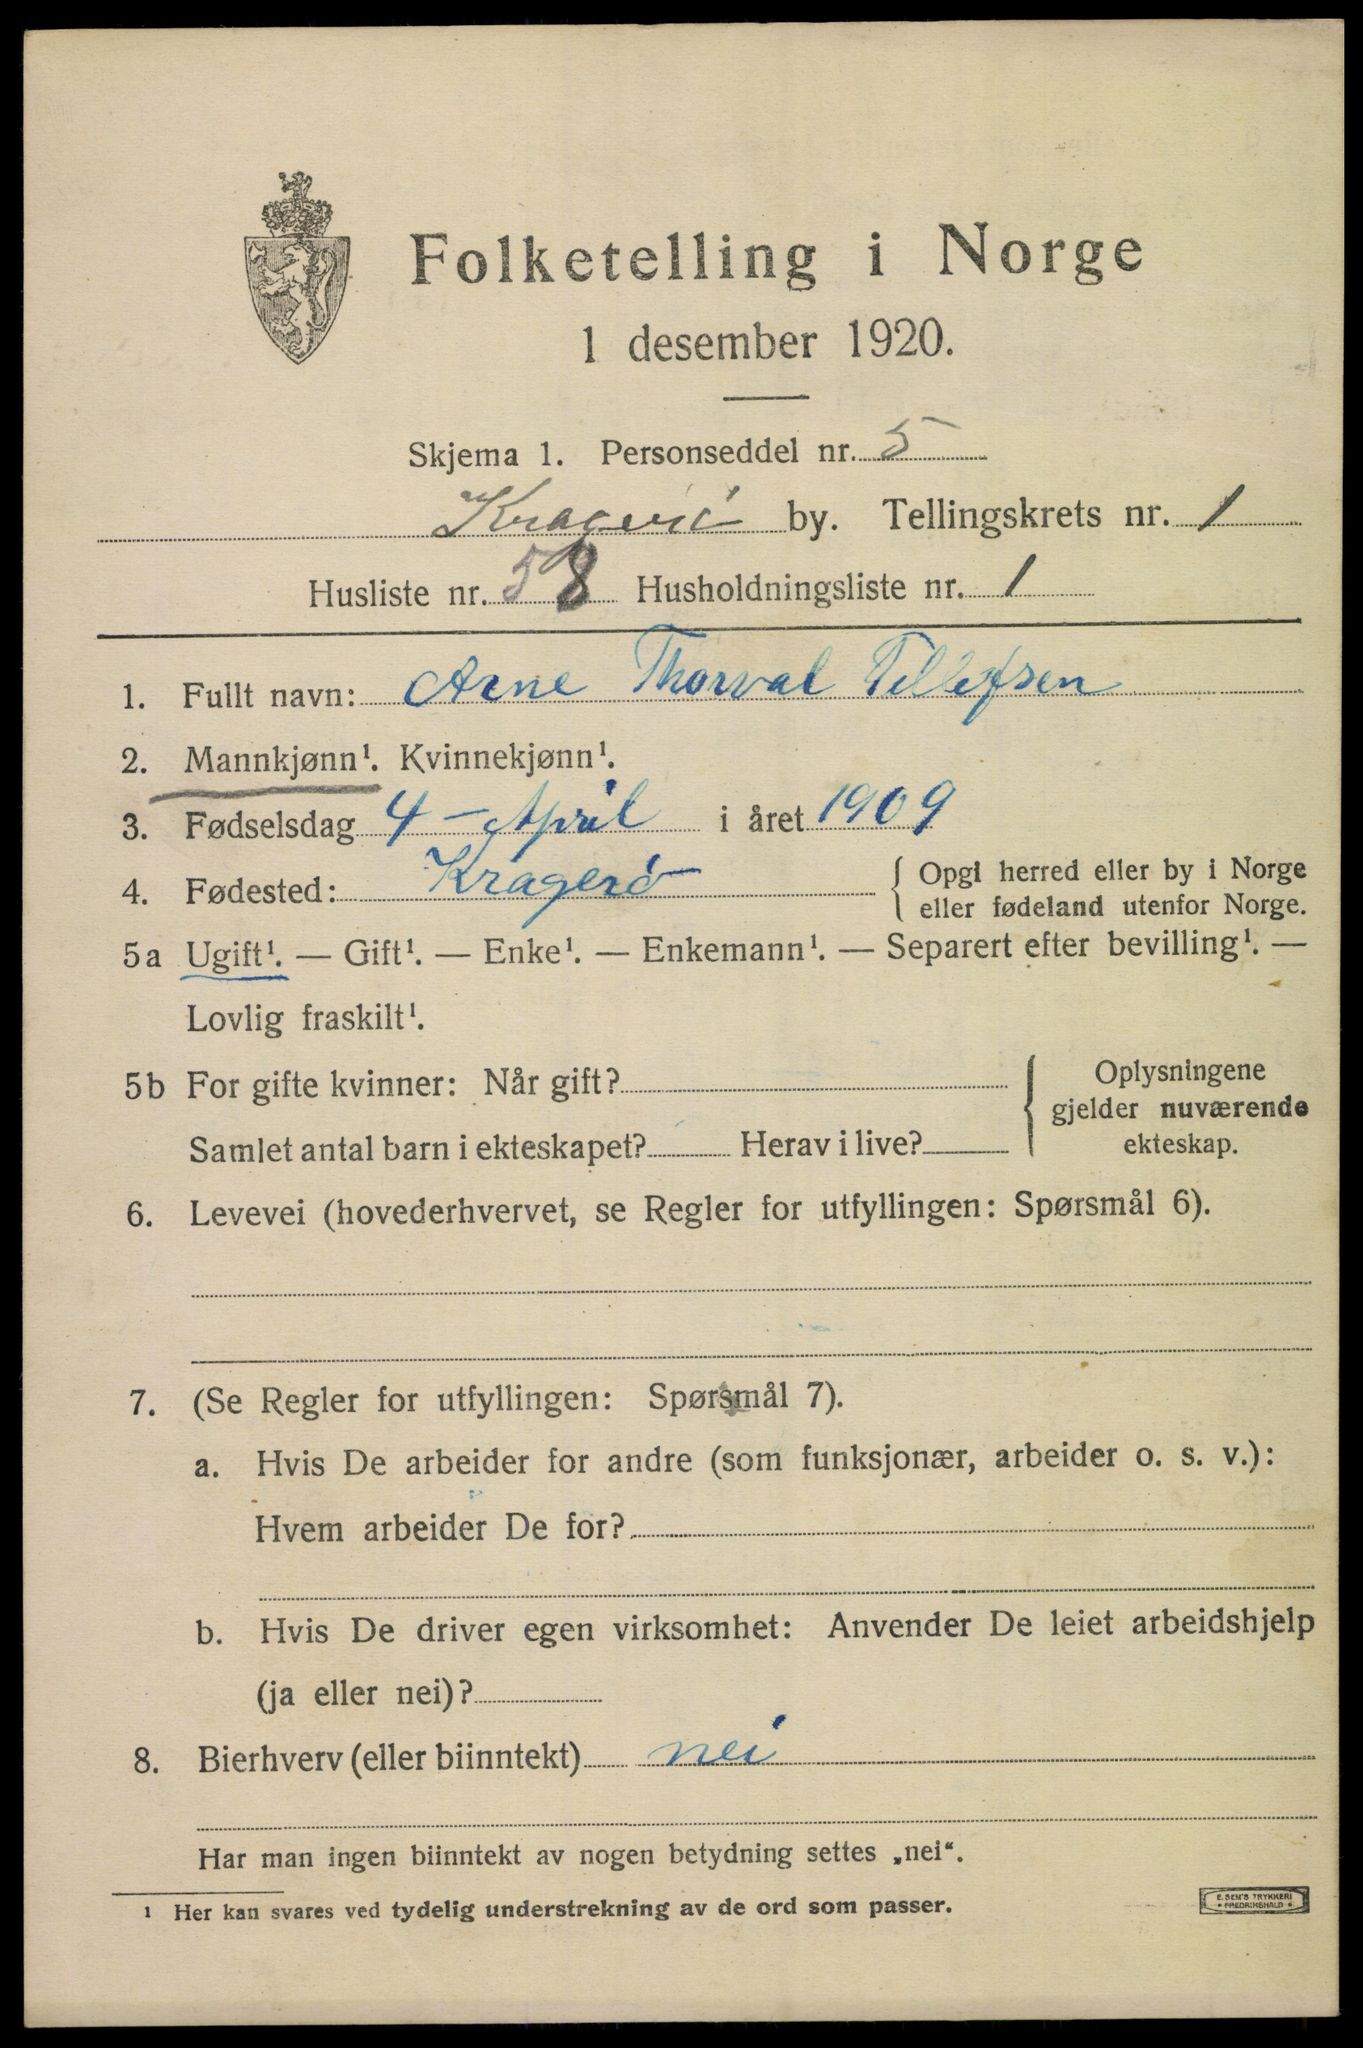 Folketelling i Norge
1 desember 1920.
Skjema 1. Personseddel nr. 5
Kragerö by. Tellingskrets nr. 1
Husliste nr. 58 Husholdningsliste nr. 1
1. Fullt navn: Arne Thorval Tellefsen
2. Mannkjønn¹. Kvinnekjønn¹.
3. Fødselsdag 4 - April i året 1909
4. Fødested: Kragerö { Opgi herred eller by i Norge
eller fødeland utenfor Norge.
5a Ugift¹. — Gift¹. — Enke¹. — Enkemann¹. — Separert efter bevilling¹. —
Lovlig fraskilt¹.
5b For gifte kvinner: Når gift?
Samlet antal barn i ekteskapet? Herav i live?
{ Oplysningene
gjelder nuværende
ekteskap.
6. Levevei (hovederhvervet, se Regler for utfyllingen: Spørsmål 6).
7. (Se Regler for utfyllingen: Spørsmål 7).
a. Hvis De arbeider for andre (som funksjonær, arbeider o. s. v.):
Hvem arbeider De for?
b. Hvis De driver egen virksomhet: Anvender De leiet arbeidshjelp
(ja eller nei)?
8. Bierhverv (eller biinntekt) nei
Har man ingen biinntekt av nogen betydning settes „nei“.
1 Her kan svares ved tydelig understrekning av de ord som passer.
E. SEM'S TRYKKERI
• FREDRIKSHALD •